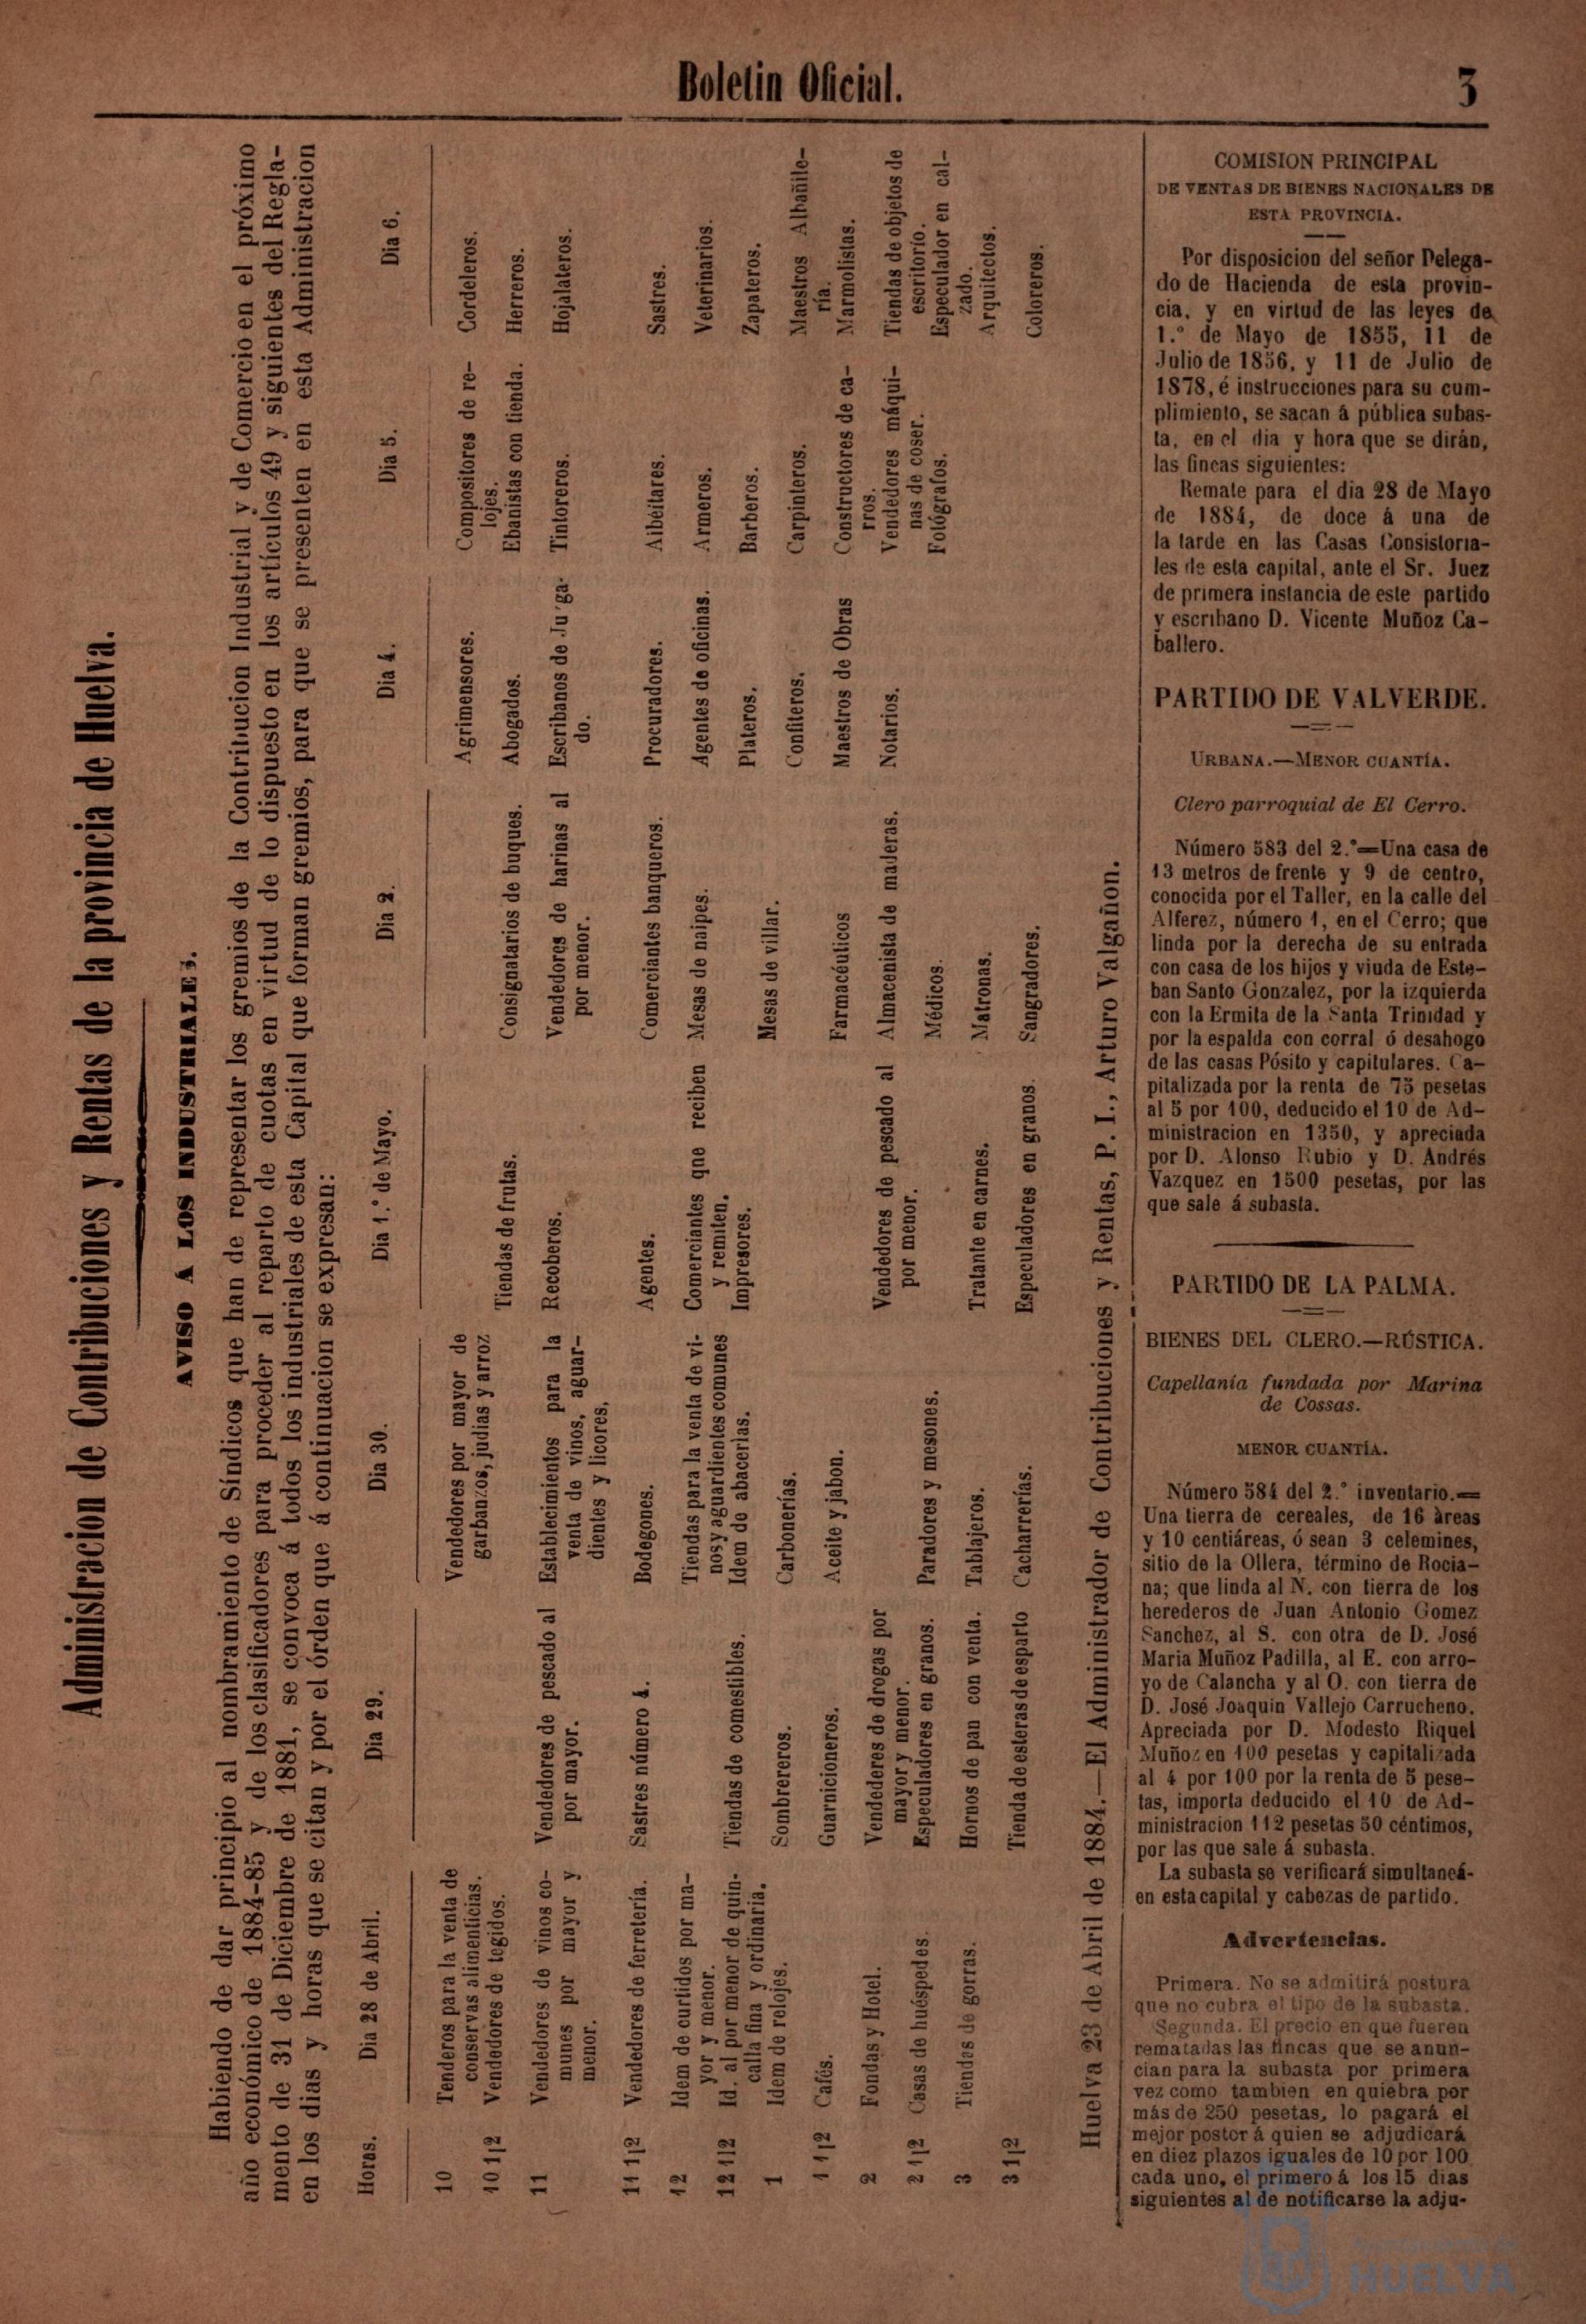 Boletin Oficial.
3
Administracion de Contribuciones y Rentas de la provincia de Huelva.
AVISO A LOS INDUSTRIALES.
Habiendo de dar principio al nombramiento de Síndicos que han de representar los gremios de la Contribucion Industrial y de Comercio en el próximo
año económico de 1884-85 y de los clasificadores para proceder al reparto de cuotas en virtud de lo dispuesto en los artículos 49 y siguientes del Regla-
mento de 31 de Diciembre de 1881, se convoca á todos los industriales de esta Capital que forman gremios, para que se presenten en esta Administracion
en los dias y horas que se citan y por el órden que á continuacion se expresan:
Horas. Dia 28 de Abril. Dia 29. Dia 30. Dia 1.° de Mayo. Dia 2. Dia 4. Dia 5. Dia 6.
10 Tenderos para la venta de Vendedores por mayor de Agrimensores. Compositores de re- Cordeleros.
conservas alimenticias. garbanzos, judias y arroz lojes.
10 1|2 Vendedores de tegidos. Tiendas de frutas. Consignatarios de buques. Abogados. Ebanistas con tienda. Herreros.
11 Vendedores de vinos co- Vendedores de pescado al Establecimientos para la Recoberos. Vendedores de harinas al Escribanos de Ju ga- Tintoreros. Hojalateros.
munes por mayor y por mayor. venta de vinos, aguar- por menor. do.
menor. dientes y licores,
11 1|2 Vendedores de ferretería. Sastres número 4. Bodegones. Agentes. Comerciantes banqueros. Procuradores. Albéitares. Sastres.
12 Idem de curtidos por ma- Tiendas para la venta de vi- Comerciantes que reciben Mesas de naipes. Agentes de oficinas. Armeros. Veterinarios.
yor y menor. nos y aguardientes comunes y remiten.
12 1|2 Id. al por menor de quin- Tiendas de comestibles. Idem de abacerías. Impresores. Mesas de villar. Plateros. Barberos. Zapateros.
calla fina y ordinaria.
1 Idem de relojes. Sombrereros. Carbonerías. Confiteros. Carpinteros. Maestros Albañile-
ría.
1 1|2 Cafés. Guarnicioneros. Aceite y jabon. Farmacéuticos Maestros de Obras Constructores de ca- Marmolistas.
rros.
2 Fondas y Hotel. Vendederes de drogas por Vendedores de pescado al Almacenista de maderas. Notarios. Vendedores máqui- Tiendas de objetos de
mayor y menor. por menor. nas de coser. escritorio.
2 1|2 Casas de huéspedes. Especuladores en granos. Paradores y mesones. Médicos. Fotógrafos. Especulador en cal-
zado.
3 Tiendas de gorras. Hornos de pan con venta. Tablajeros. Tratante en carnes. Matronas. Arquitectos.
3 1|2 Tienda de esteras de esparto Cacharrerías. Especuladores en granos. Sangradores. Coloreros.
Huelva 23 de Abril de 1884.—El Administrador de Contribuciones y Rentas, P. I., Arturo Valgañon.
COMISION PRINCIPAL
DE VENTAS DE BIENES NACIONALES DE
ESTA PROVINCIA.
Por disposicion del señor Delega-
do de Hacienda de esta provin-
cia, y en virtud de las leyes de
1.° de Mayo de 1855, 11 de
Julio de 1856, y 11 de Julio de
1878, é instrucciones para su cum-
plimiento, se sacan á pública subas-
ta, en el dia y hora que se dirán,
las fincas siguientes:
Remate para el dia 28 de Mayo
de 1884, de doce á una de
la tarde en las Casas Consistoria-
les de esta capital, ante el Sr. Juez
de primera instancia de este partido
y escribano D. Vicente Muñoz Ca-
ballero.
PARTIDO DE VALVERDE.
URBANA.—MENOR CUANTÍA.
Clero parroquial de El Cerro.
Número 583 del 2.°=Una casa de
13 metros de frente y 9 de centro,
conocida por el Taller, en la calle del
Alferez, número 1, en el Cerro; que
linda por la derecha de su entrada
con casa de los hijos y viuda de Este-
ban Santo Gonzalez, por la izquierda
con la Ermita de la Santa Trinidad y
por la espalda con corral ó desahogo
de las casas Pósito y capitulares. Ca-
pitalizada por la renta de 75 pesetas
al 5 por 100, deducido el 10 de Ad-
ministracion en 1350, y apreciada
por D. Alonso Rubio y D. Andrés
Vazquez en 1500 pesetas, por las
que sale á subasta.
PARTIDO DE LA PALMA.
BIENES DEL CLERO.—RÚSTICA.
Capellania fundada por Marina
de Cossas.
MENOR CUANTÍA.
Número 584 del 2.° inventario.=
Una tierra de cereales, de 16 áreas
y 10 centiáreas, ó sean 3 celemines,
sitio de la Ollera, término de Rocia-
na; que linda al N. con tierra de los
herederos de Juan Antonio Gomez
Sanchez, al S. con otra de D. José
Maria Muñoz Padilla, al E. con arro-
yo de Calancha y al O. con tierra de
D. José Joaquin Vallejo Carrucheno.
Apreciada por D. Modesto Riquel
Muñoz en 100 pesetas y capitalizada
al 4 por 100 por la renta de 5 pese-
tas, importa deducido el 10 de Ad-
ministracion 112 pesetas 50 céntimos,
por las que sale á subasta.
La subasta se verificará simultaneá-
en esta capital y cabezas de partido.
Advertencias.
Primera. No se admitirá postura
que no cubra el tipo de la subasta.
Segunda. El precio en que fueren
rematadas las fincas que se anun-
cian para la subasta por primera
vez como tambien en quiebra por
más de 250 pesetas, lo pagará el
mejor postor á quien se adjudicará
en diez plazos iguales de 10 por 100
cada uno, el primero á los 15 dias
siguientes al de notificarse la adju-
HUELVA